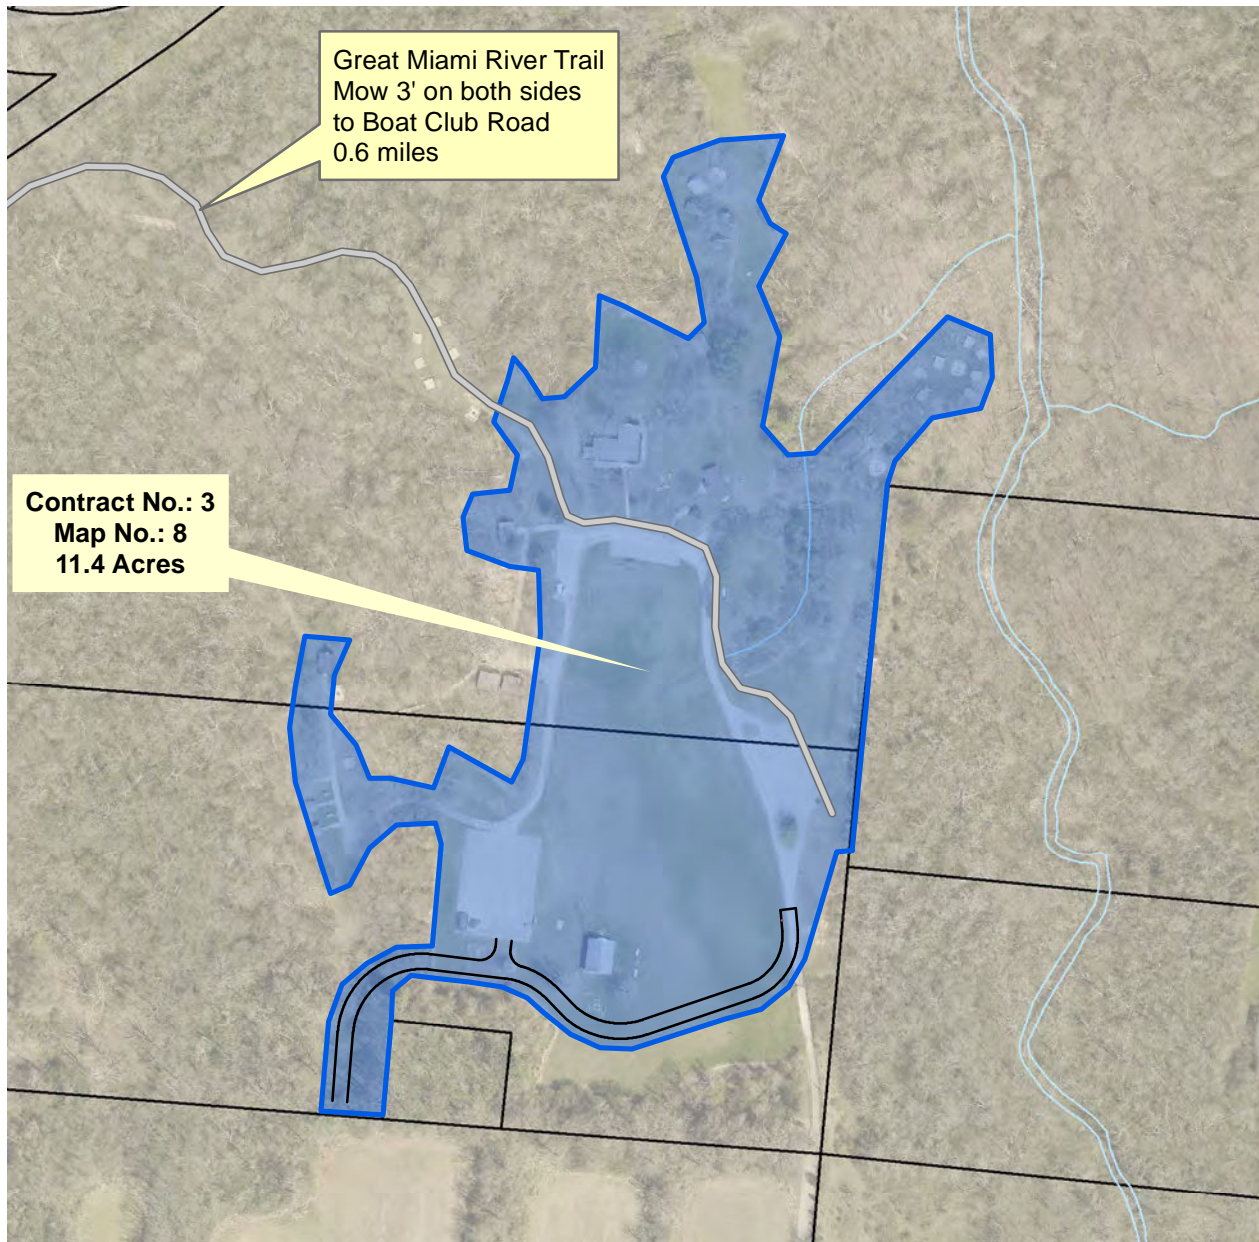 Great Miami River Trail
Mow 3' on both sides
to Boat Club Road
0.6 miles
Contract No.: 3
Map No.: 8
11.4 Acres